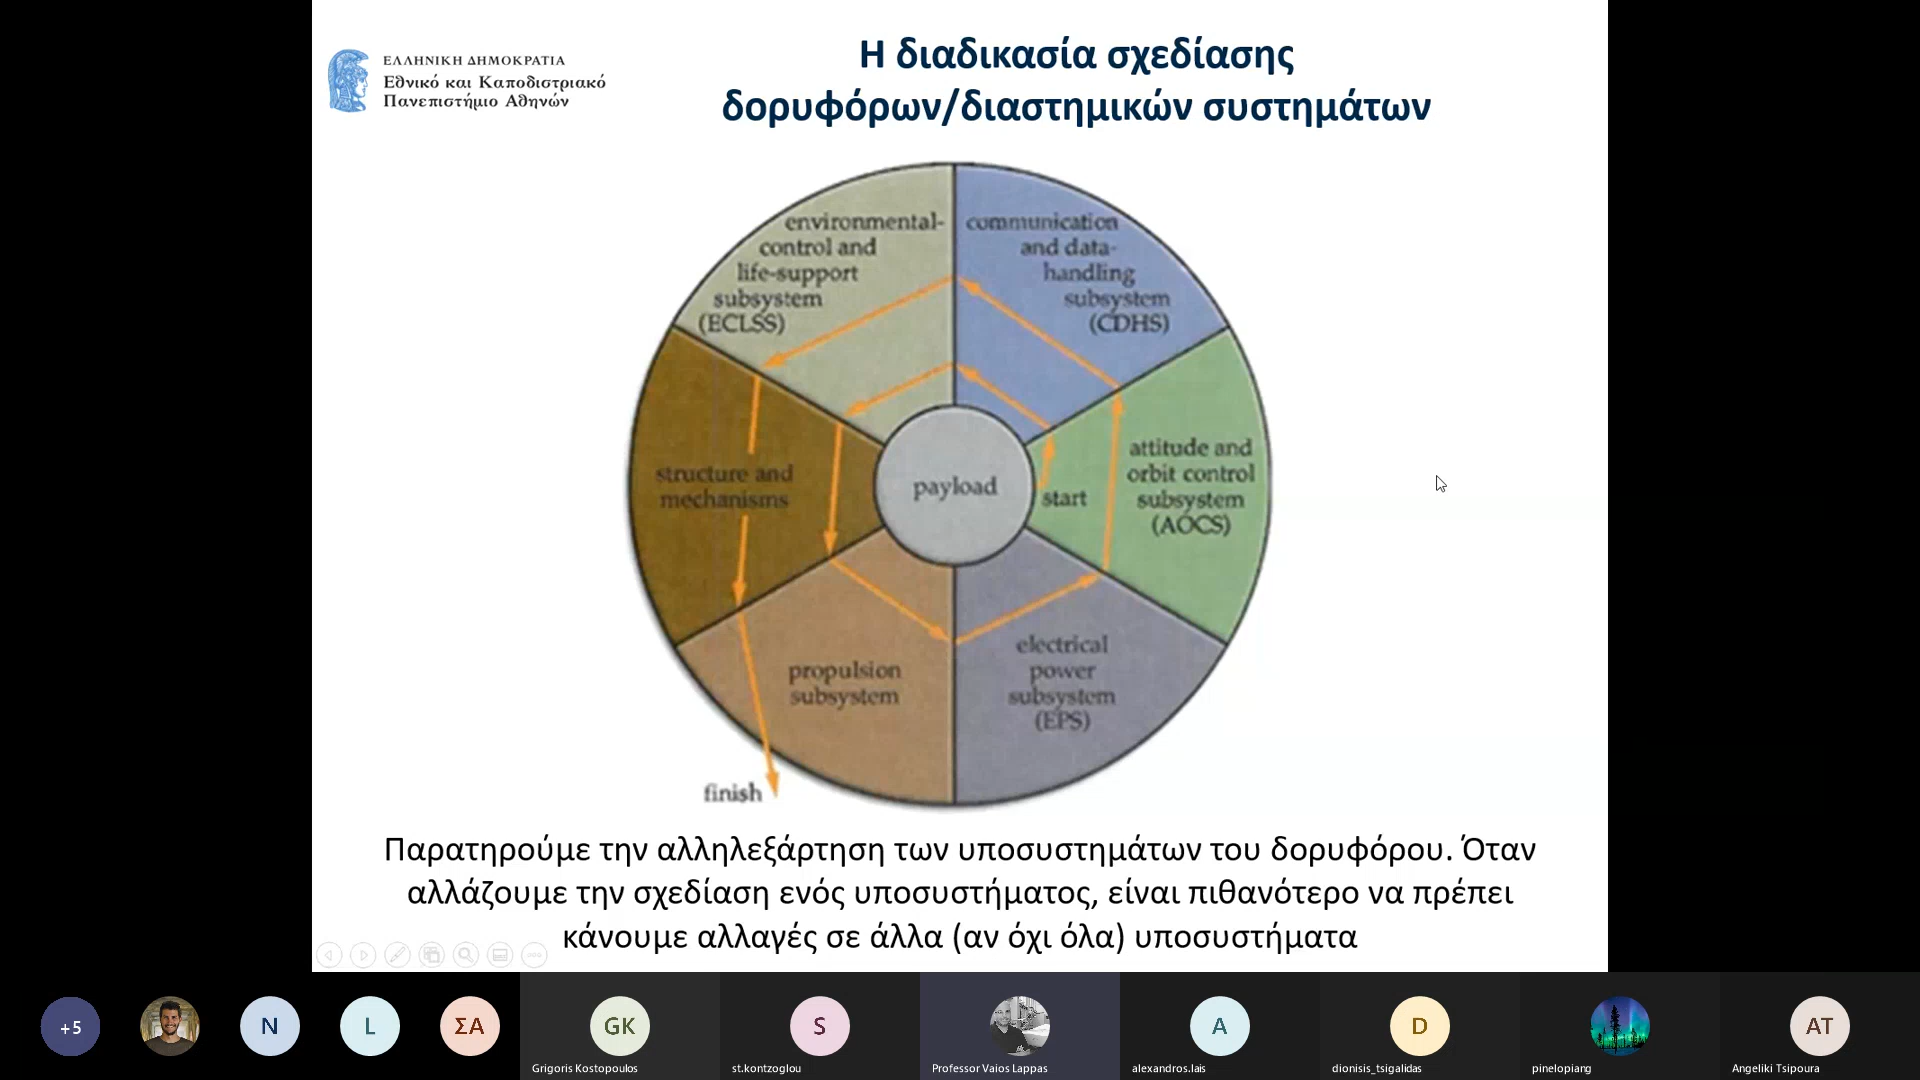 ΕΛΛΗΝΙΚΗ ΔΗΜΟΚΡΑΤΙΑ
Εθνικό και Καποδιστριακό
Πανεπιστήμιο Αθηνών
Η διαδικασία σχεδίασης
δορυφόρων/διαστημικών συστημάτων
environmental-
control and
life-support
subsystem
(ECLSS)
communication
and data-
handling
subsystem
(CDHS)
structure and
mechanisms
payload
start
attitude and
orbit control
subsystem
(AOCS)
propulsion
subsystem
electrical
power
subsystem
(EPS)
finish
Παρατηρούμε την αλληλεξάρτηση των υποσυστημάτων του δορυφόρου. Όταν
αλλάζουμε την σχεδίαση ενός υποσυστήματος, είναι πιθανότερο να πρέπει
κάνουμε αλλαγές σε άλλα (αν όχι όλα) υποσυστήματα
+5
N
L
ΣΑ
GK
Grigoris Kostopoulos
S
st.kontzoglou
Professor Vaios Lappas
A
alexandros.lais
D
dionisis_tsigalidas
pinelopiang
AT
Angeliki Tsipoura